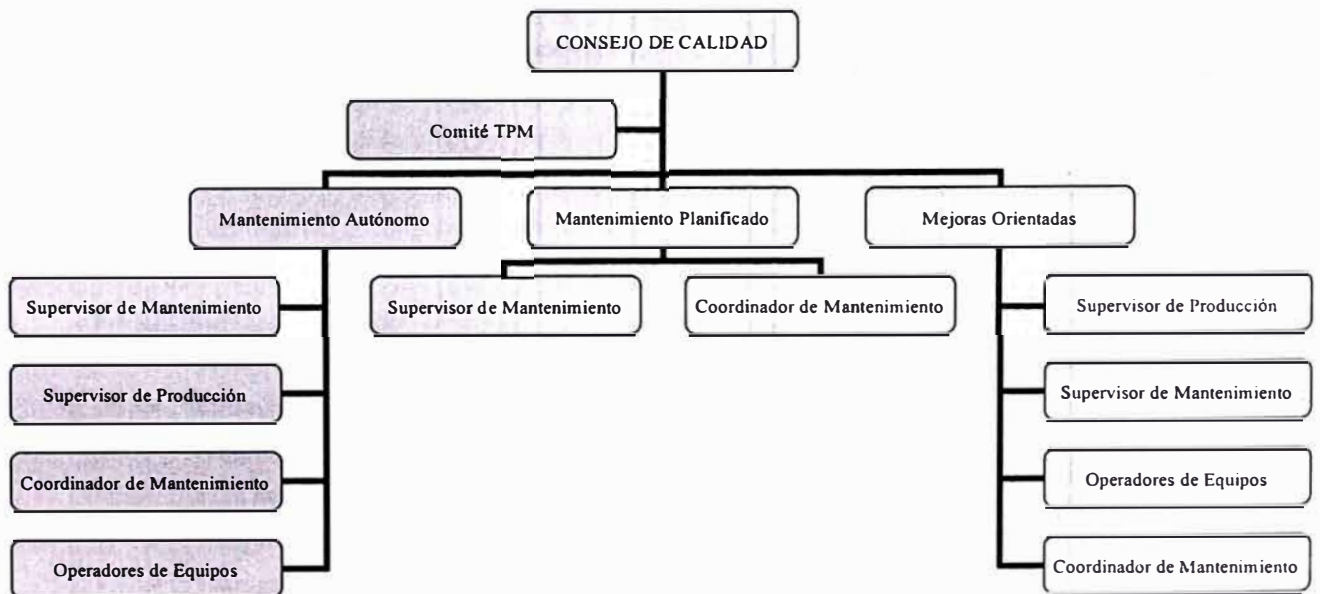 CONSEJO DE CALIDAD
Comité TPM
Mantenimiento Autónomo
Mantenimiento Planificado
Mejoras Orientadas
Supervisor de Mantenimiento
Supervisor de Producción
Coordinador de Mantenimiento
Operadores de Equipos
Supervisor de Mantenimiento
Coordinador de Mantenimiento
Supervisor de Producción
Supervisor de Mantenimiento
Operadores de Equipos
Coordinador de Mantenimiento